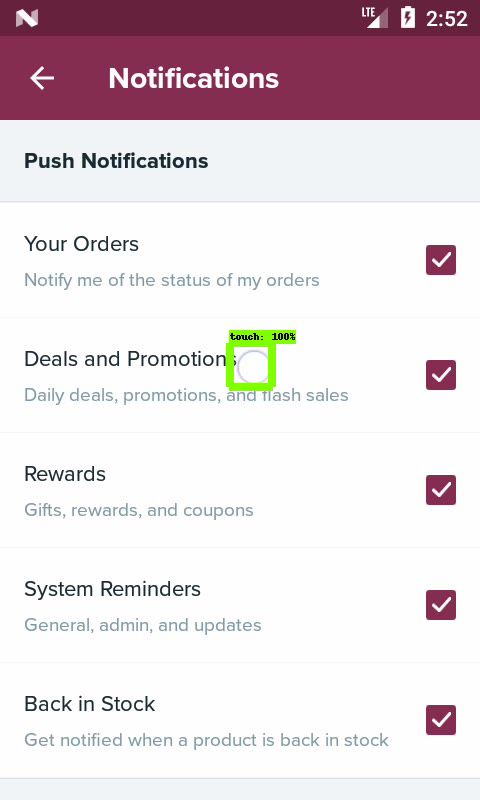 LTE 2:52
Notifications
Push Notifications
Your Orders
Notify me of the status of my orders
touch: 100%
Deals and Promotions
Daily deals, promotions, and flash sales
Rewards
Gifts, rewards, and coupons
System Reminders
General, admin, and updates
Back in Stock
Get notified when a product is back in stock